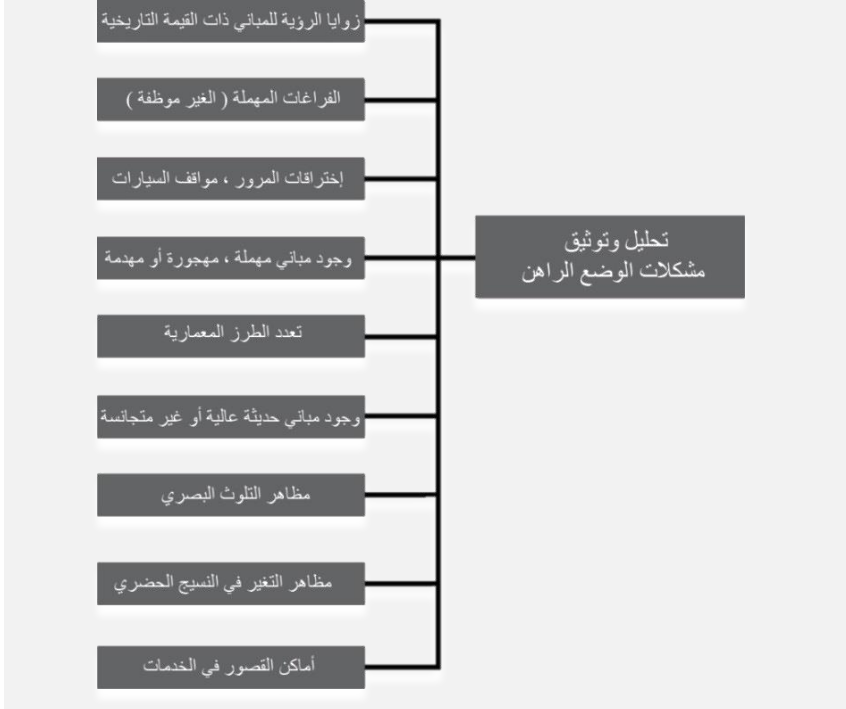 تحليل وتوثيق
مشكلات الوضع الراهن
زوايا الرؤية للمباني ذات القيمة التاريخية
الفراغات المهملة ( الغير موظفة )
إختراقات المرور ، مواقف السيارات
وجود مباني مهملة ، مهجورة أو مهدمة
تعدد الطرز المعمارية
وجود مباني حديثة عالية أو غير متجانسة
مظاهر التلوث البصري
مظاهر التغير في النسيج الحضري
أماكن القصور في الخدمات